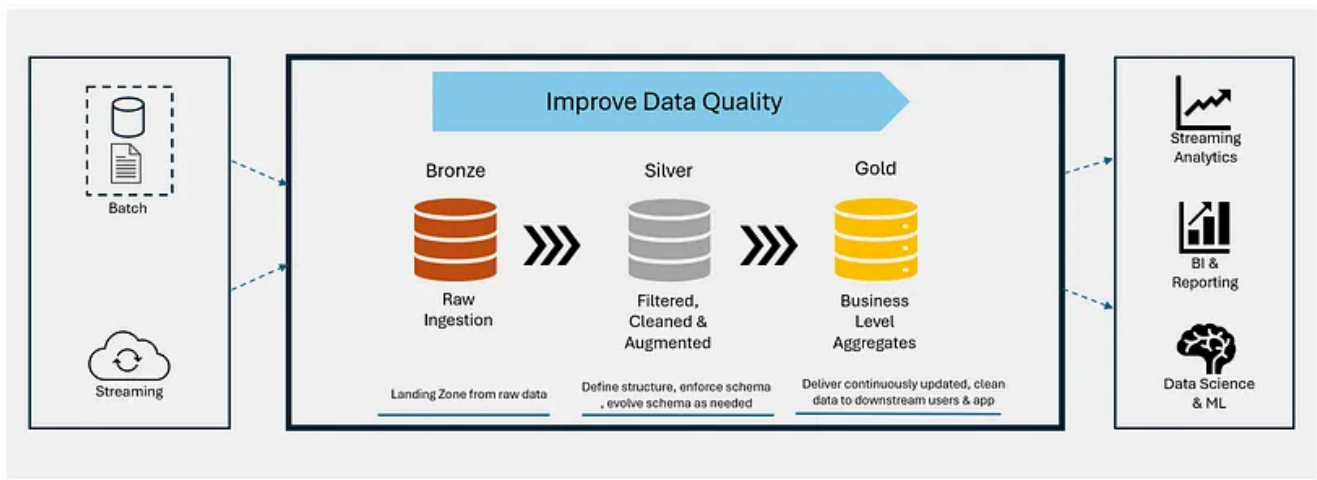 Batch
Streaming
Improve Data Quality
Bronze
Raw
Ingestion
Landing Zone from raw data
Silver
Filtered,
Cleaned &
Augmented
Define structure, enforce schema
, evolve schema as needed
Gold
Business
Level
Aggregates
Deliver continuously updated, clean
data to downstream users & app
Streaming
Analytics
BI &
Reporting
Data Science
& ML